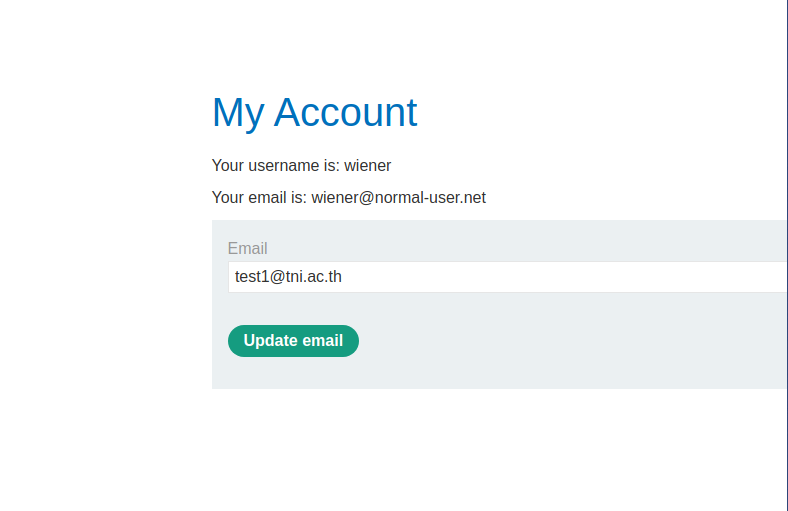 My Account
Your username is: wiener
Your email is: wiener@normal-user.net
Email
test1@tni.ac.th
Update email